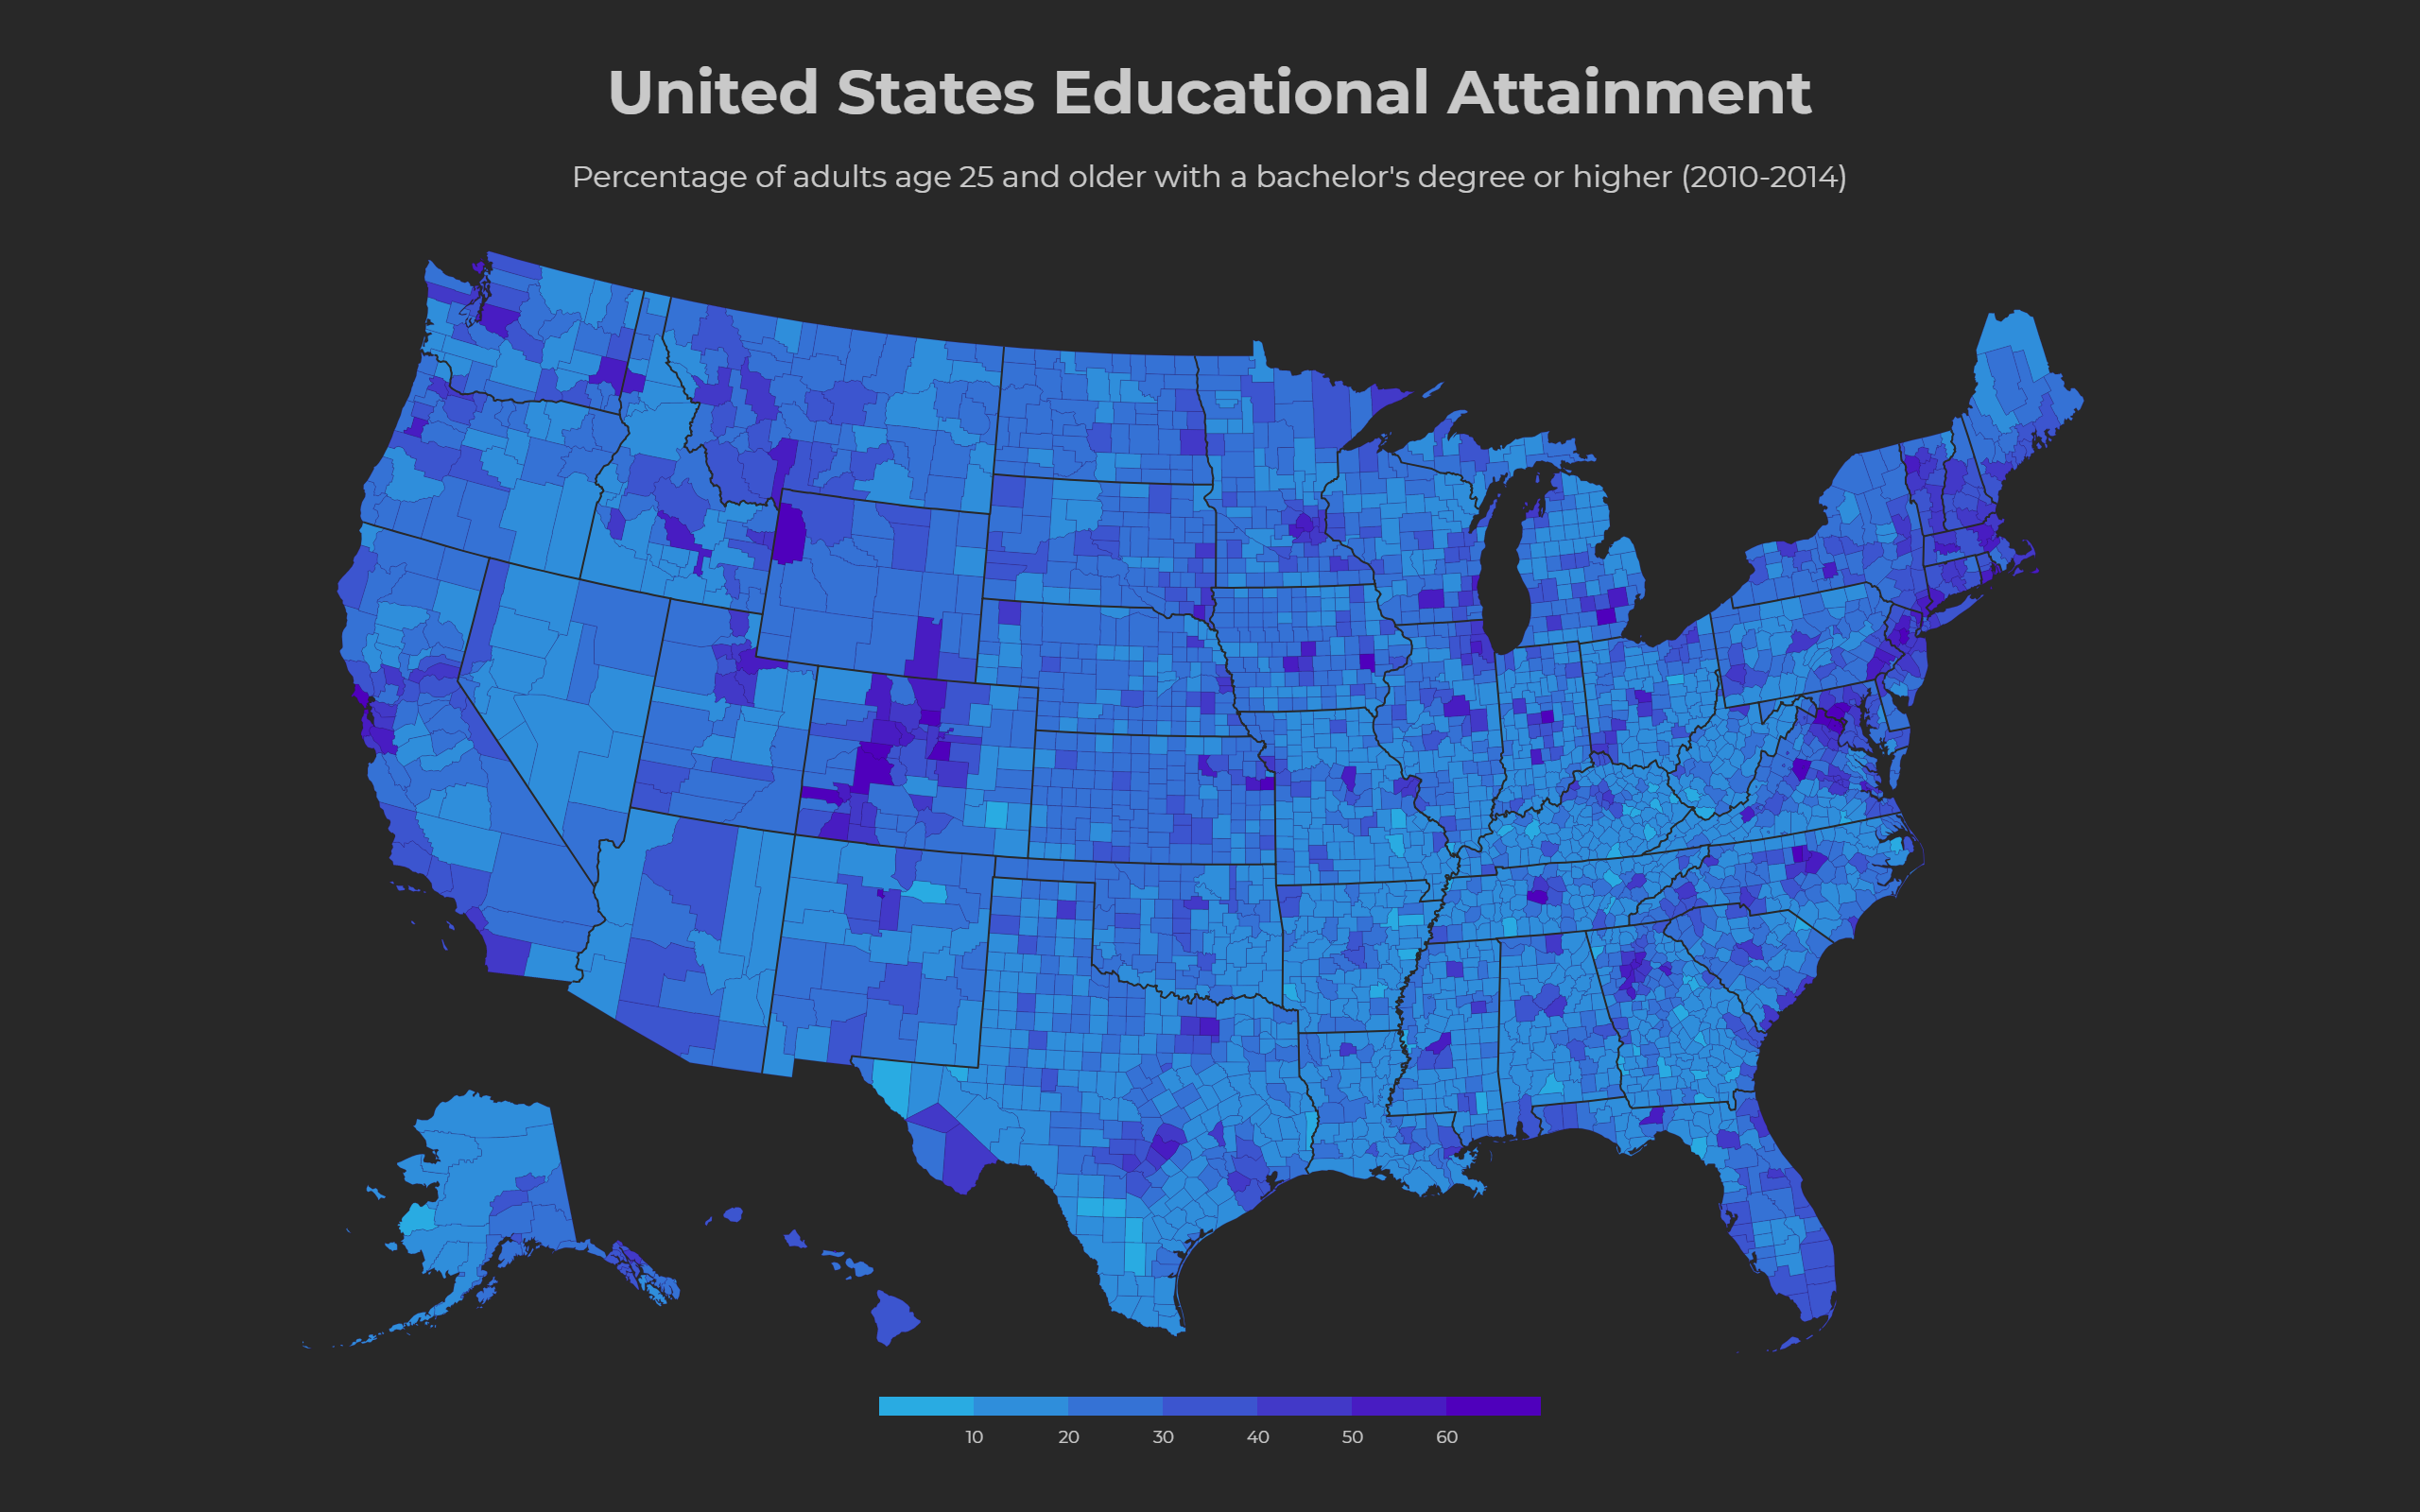 United States Educational Attainment
Percentage of adults age 25 and older with a bachelor's degree or higher (2010-2014)
10 20 30 40 50 60